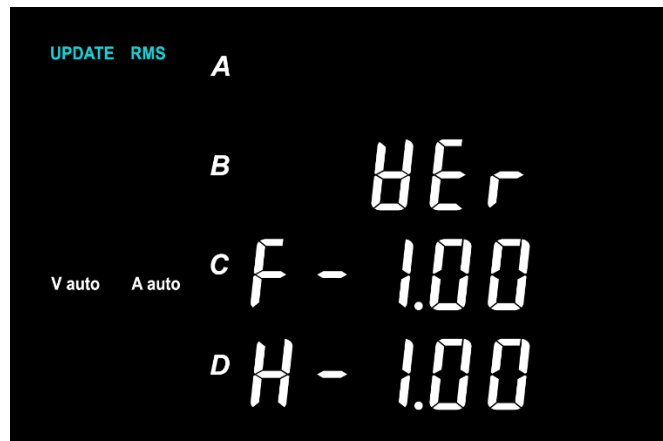 UPDATE RMS
A
B VEr
C F - 1.00
V auto A auto
D H - 1.00